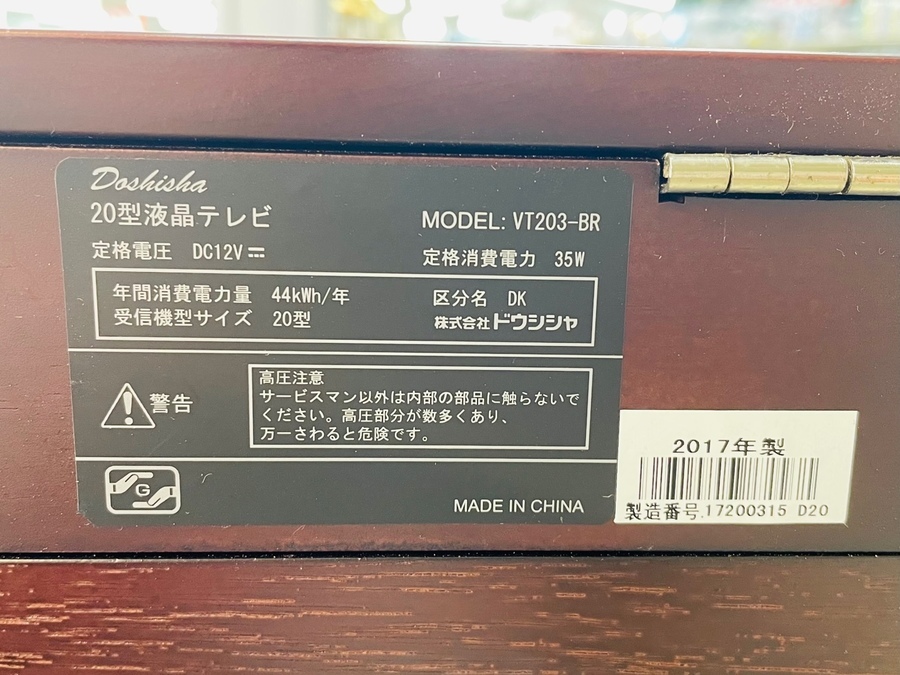 Doshisha
20型液晶テレビ
MODEL: VT203-BR
定格電圧 DC12V⎓
定格消費電力 35W
年間消費電力量 44kWh/年
区分名 DK
受信機型サイズ 20型
株式会社ドウシシャ
警告
高圧注意
サービスマン以外は内部の部品に触らないで
ください。高圧部分が数多くあり、
万一さわると危険です。
G
MADE IN CHINA
2017年製
製造番号.17200315 D20